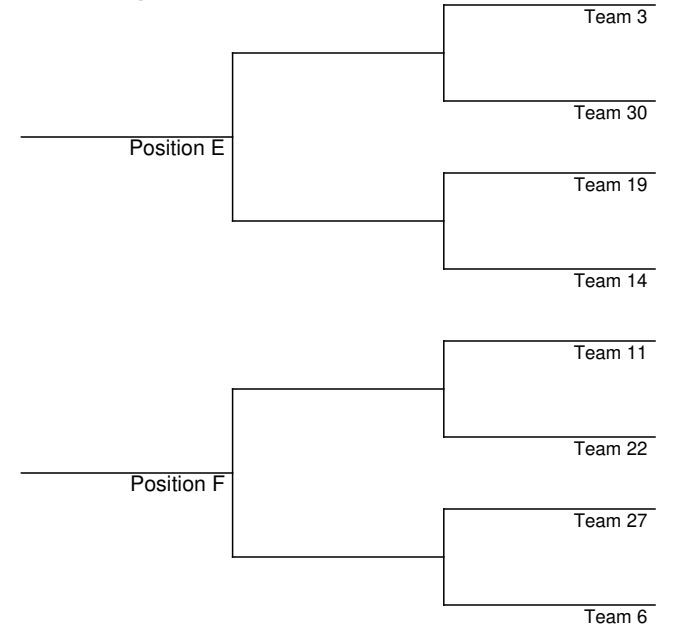 Team 3
Team 30
Position E
Team 19
Team 14
Team 11
Team 22
Position F
Team 27
Team 6